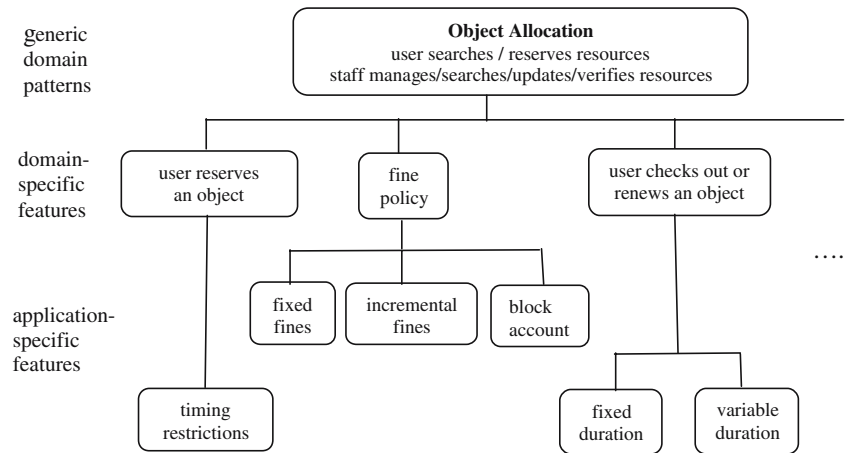 generic
domain
patterns
Object Allocation
user searches / reserves resources
staff manages/searches/updates/verifies resources
domain-
specific
features
user reserves
an object
fine
policy
user checks out or
renews an object
....
application-
specific
features
fixed
fines
incremental
fines
block
account
timing
restrictions
fixed
duration
variable
duration